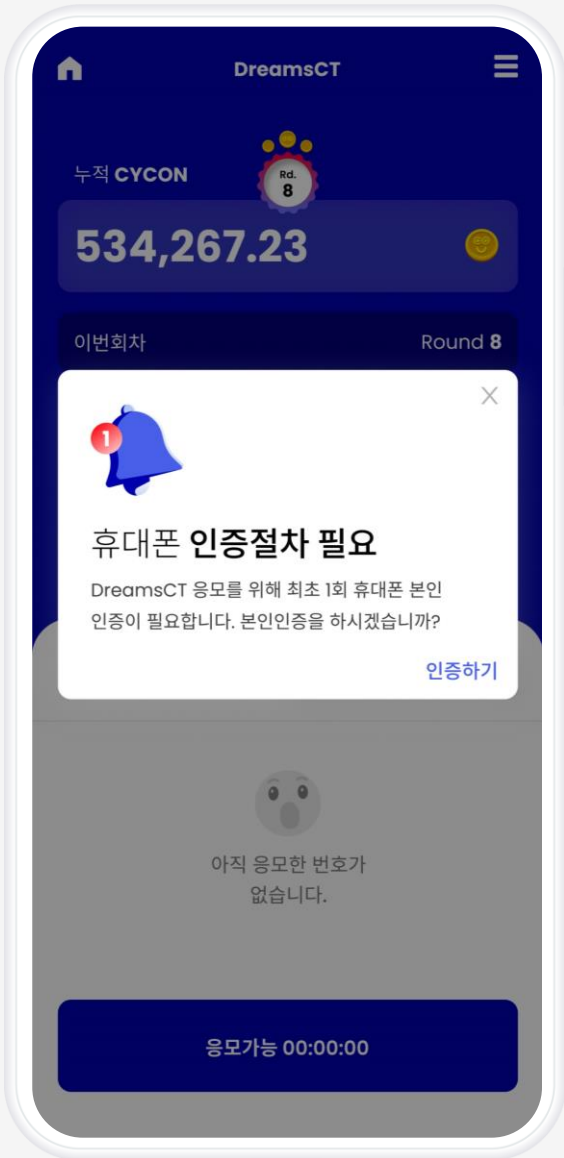 DreamsCT
누적 CYCON
Rd.
8
534,267.23
이번회차 Round 8
1
휴대폰 인증절차 필요
DreamsCT 응모를 위해 최초 1회 휴대폰 본인
인증이 필요합니다. 본인인증을 하시겠습니까?
인증하기
아직 응모한 번호가
없습니다.
응모가능 00:00:00